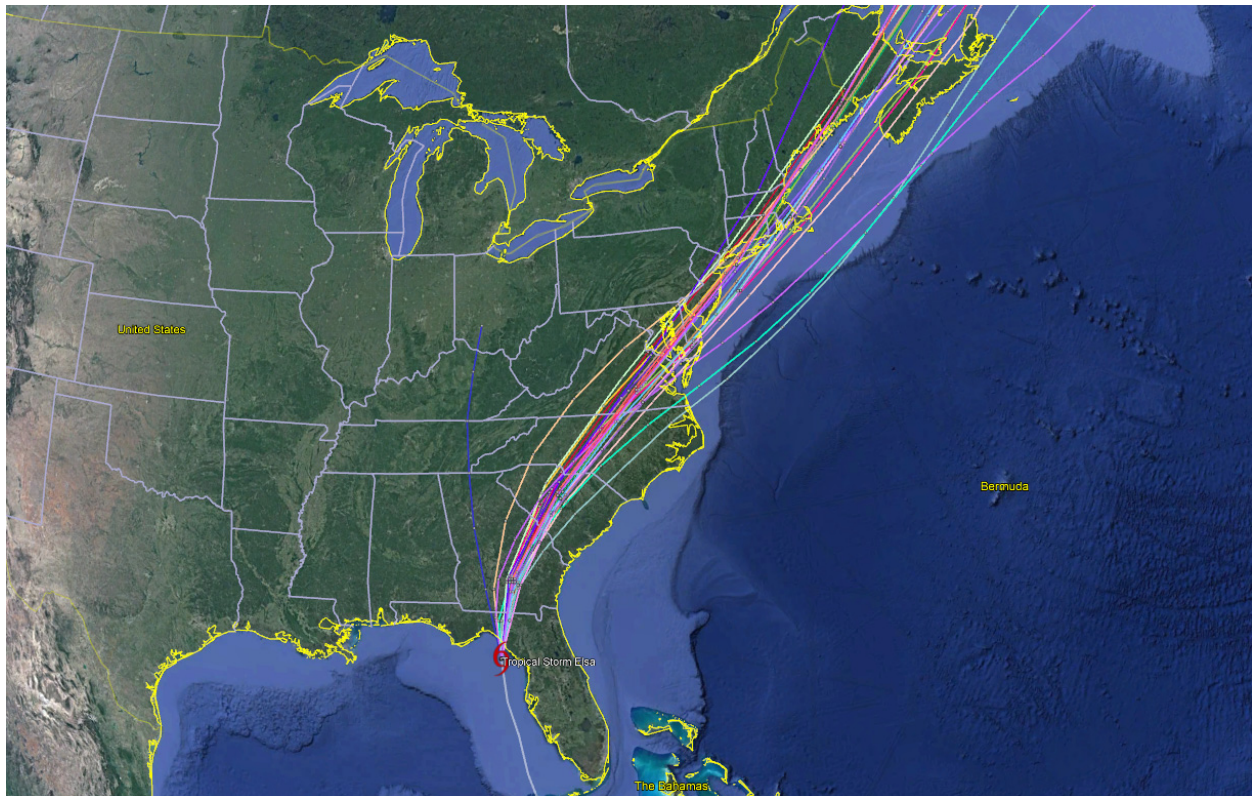 United States
Bermuda
Tropical Storm Elsa
The Bahamas